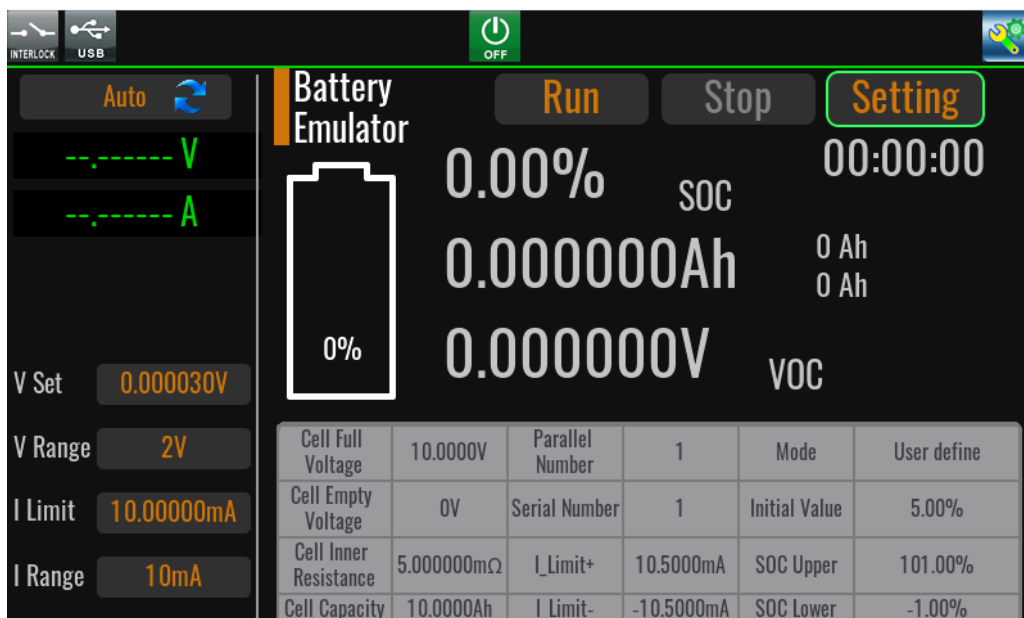 INTERLOCK USB OFF
Auto
Battery
Emulator
Run Stop Setting
--.------ V
--.------ A
0.00% SOC 00:00:00
0.000000Ah 0 Ah
0 Ah
0% 0.000000V VOC
V Set 0.000030V
V Range 2V
I Limit 10.00000mA
I Range 10mA
Cell Full Voltage 10.0000V Parallel Number 1 Mode User define
Cell Empty Voltage 0V Serial Number 1 Initial Value 5.00%
Cell Inner Resistance 5.000000mΩ I_Limit+ 10.5000mA SOC Upper 101.00%
Cell Capacity 10.0000Ah I_Limit- -10.5000mA SOC Lower -1.00%